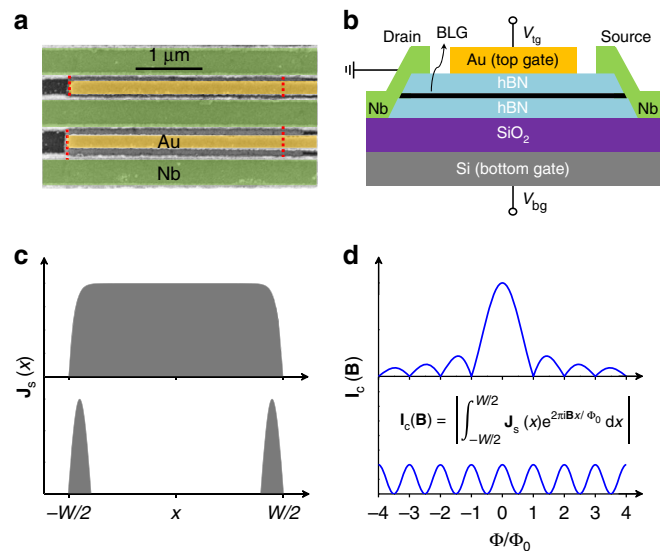 a
1 μm
Au
Nb
b
Drain
BLG
V_tg
Source
Au (top gate)
hBN
hBN
Nb
Nb
SiO₂
Si (bottom gate)
V_bg
c
J_s (x)
–W/2
x
W/2
d
I_c(B)
I_c(B) = | ∫_{-W/2}^{W/2} J_s (x)e^{2πiBx/Φ₀} dx |
–4 –3 –2 –1 0 1 2 3 4
Φ/Φ₀